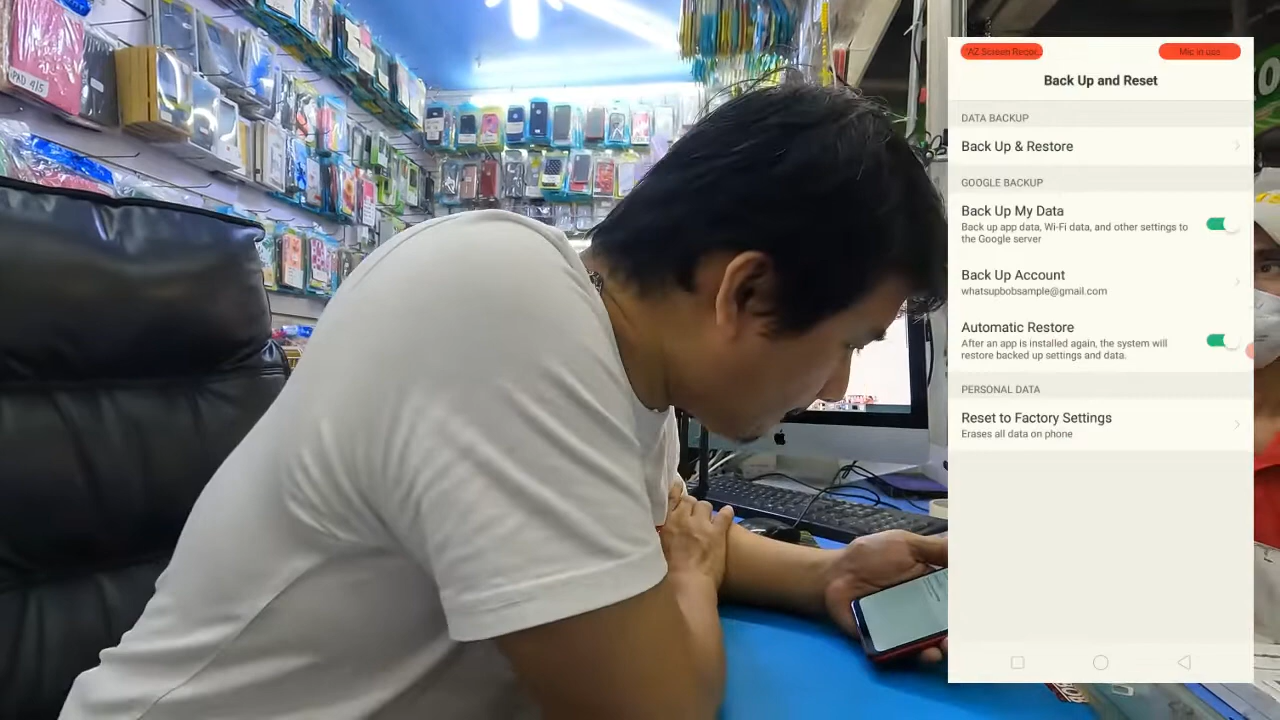 IPAD 4/5
AZ Screen Recor
Mic in use
Back Up and Reset
DATA BACKUP
Back Up & Restore
GOOGLE BACKUP
Back Up My Data
Back up app data, Wi-Fi data, and other settings to
the Google server
Back Up Account
whatsupbobsample@gmail.com
Automatic Restore
After an app is installed again, the system will
restore backed up settings and data.
PERSONAL DATA
Reset to Factory Settings
Erases all data on phone